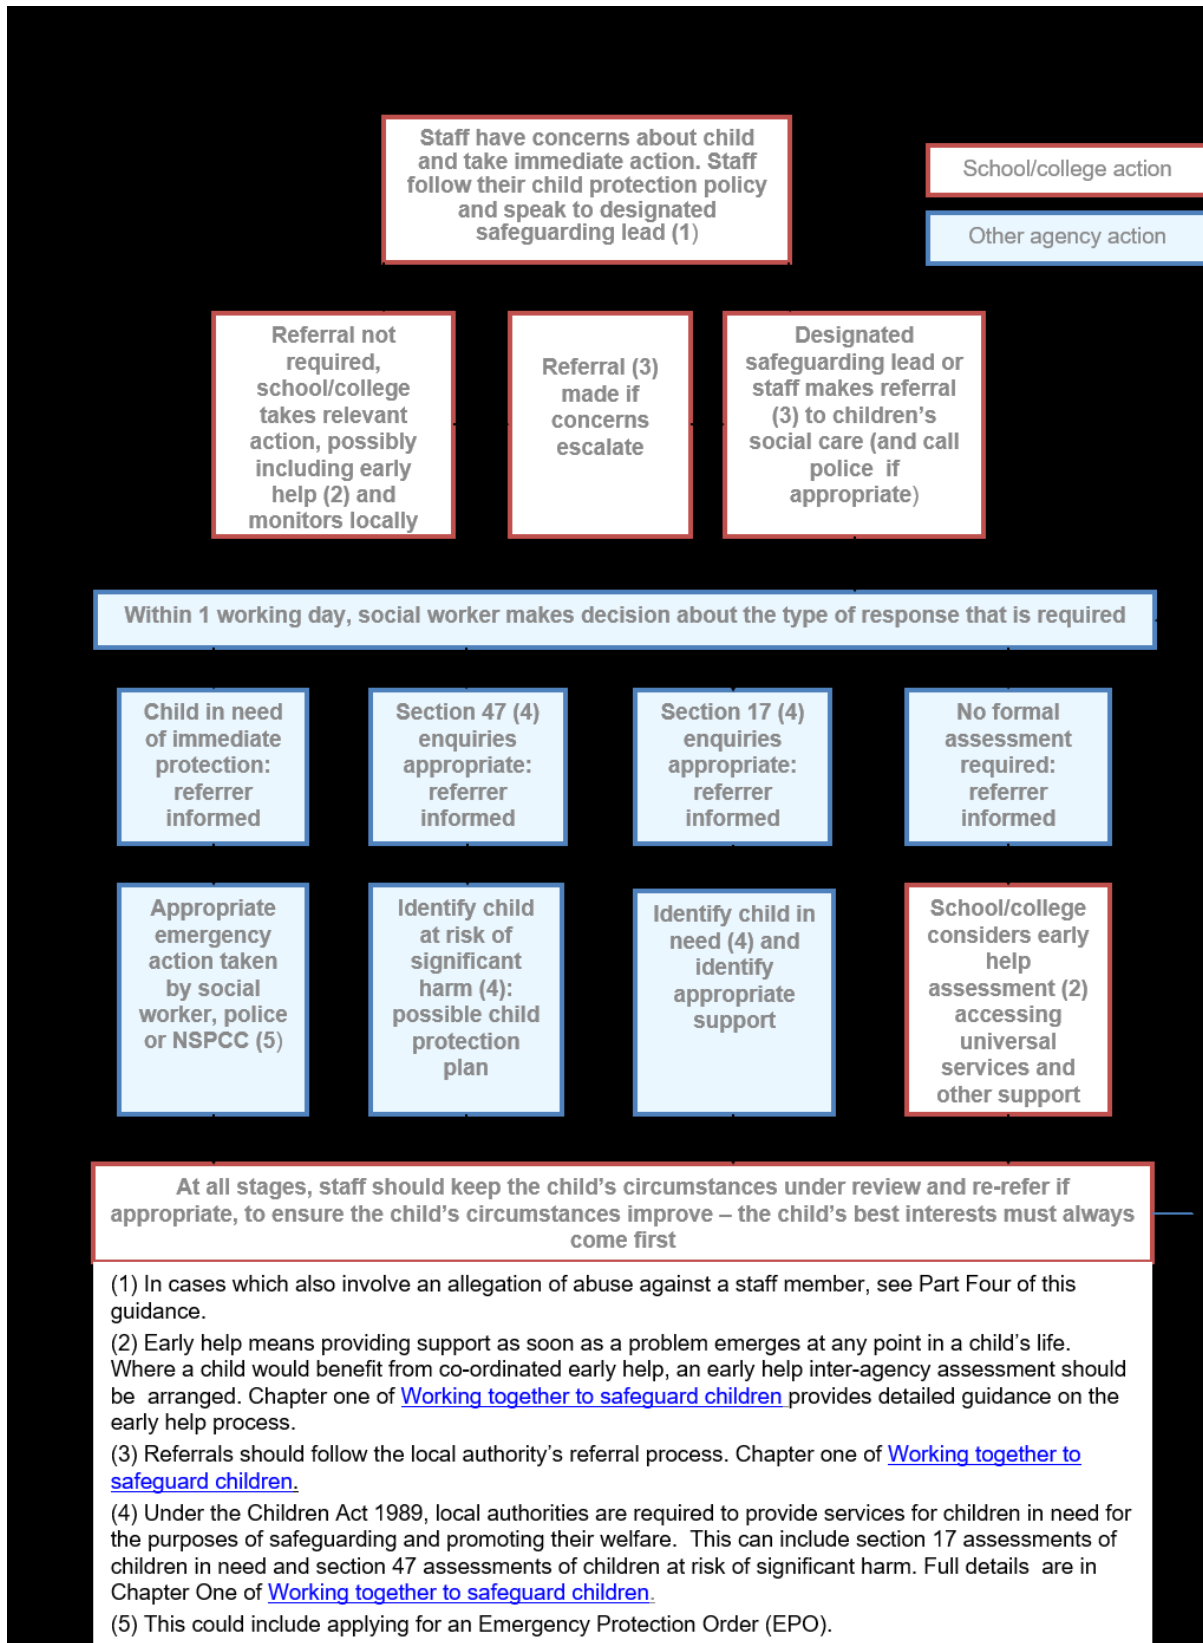 Staff have concerns about child
and take immediate action. Staff
follow their child protection policy
and speak to designated
safeguarding lead (1)
School/college action
Other agency action
Referral not
required,
school/college
takes relevant
action, possibly
including early
help (2) and
monitors locally
Referral (3)
made if
concerns
escalate
Designated
safeguarding lead or
staff makes referral
(3) to children’s
social care (and call
police if
appropriate)
Within 1 working day, social worker makes decision about the type of response that is required
Child in need
of immediate
protection:
referrer
informed
Section 47 (4)
enquiries
appropriate:
referrer
informed
Section 17 (4)
enquiries
appropriate:
referrer
informed
No formal
assessment
required:
referrer
informed
Appropriate
emergency
action taken
by social
worker, police
or NSPCC (5)
Identify child
at risk of
significant
harm (4):
possible child
protection
plan
Identify child in
need (4) and
identify
appropriate
support
School/college
considers early
help
assessment (2)
accessing
universal
services and
other support
At all stages, staff should keep the child’s circumstances under review and re-refer if
appropriate, to ensure the child’s circumstances improve – the child’s best interests must always
come first
(1) In cases which also involve an allegation of abuse against a staff member, see Part Four of this
guidance.
(2) Early help means providing support as soon as a problem emerges at any point in a child’s life.
Where a child would benefit from co-ordinated early help, an early help inter-agency assessment should
be arranged. Chapter one of Working together to safeguard children provides detailed guidance on the
early help process.
(3) Referrals should follow the local authority’s referral process. Chapter one of Working together to
safeguard children.
(4) Under the Children Act 1989, local authorities are required to provide services for children in need for
the purposes of safeguarding and promoting their welfare. This can include section 17 assessments of
children in need and section 47 assessments of children at risk of significant harm. Full details are in
Chapter One of Working together to safeguard children.
(5) This could include applying for an Emergency Protection Order (EPO).